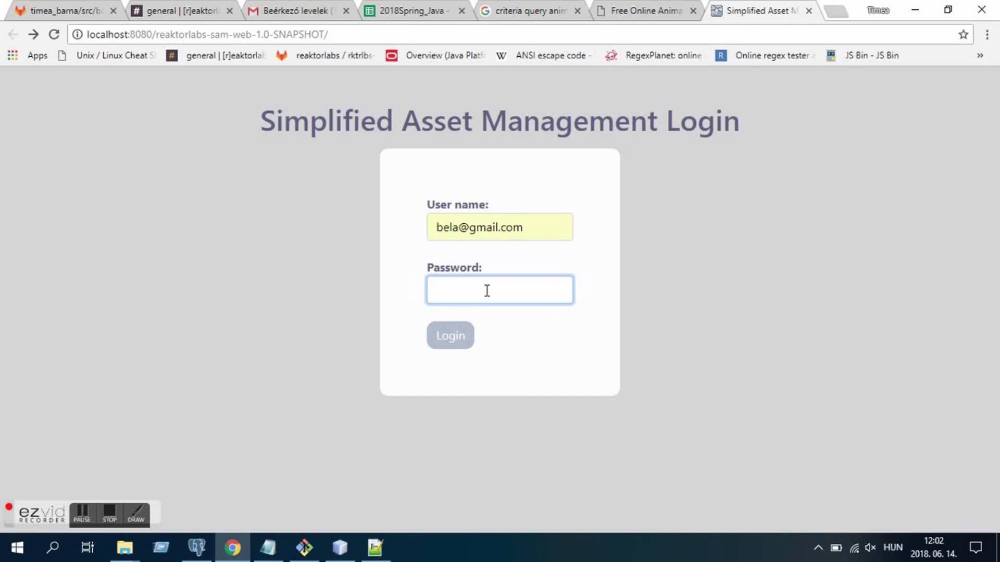 timea_barna/src/b
general | [r]eaktorl
Beérkező levelek (
2018Spring_Java -
criteria query anim
Free Online Anima
Simplified Asset M
Timea
localhost:8080/reaktorlabs-sam-web-1.0-SNAPSHOT/
Apps
Unix / Linux Cheat S
general | [r]eaktorlab
reaktorlabs / rktrlbs-
Overview (Java Platf
W ANSI escape code -
RegexPlanet: online
R Online regex tester
JS Bin - JS Bin
»
Simplified Asset Management Login
User name:
bela@gmail.com
Password:
Login
ezvid
RECORDER
PAUSE
STOP
DRAW
HUN
12:02
2018. 06. 14.